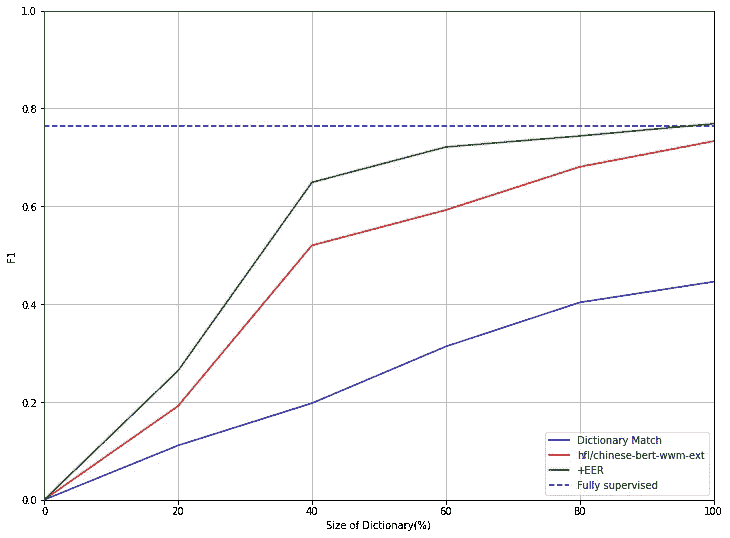 1.0
0.8
0.6
0.4
0.2
0.0
F1
0 20 40 60 80 100
Size of Dictionary(%)
Dictionary Match
hfl/chinese-bert-wwm-ext
+EER
Fully supervised